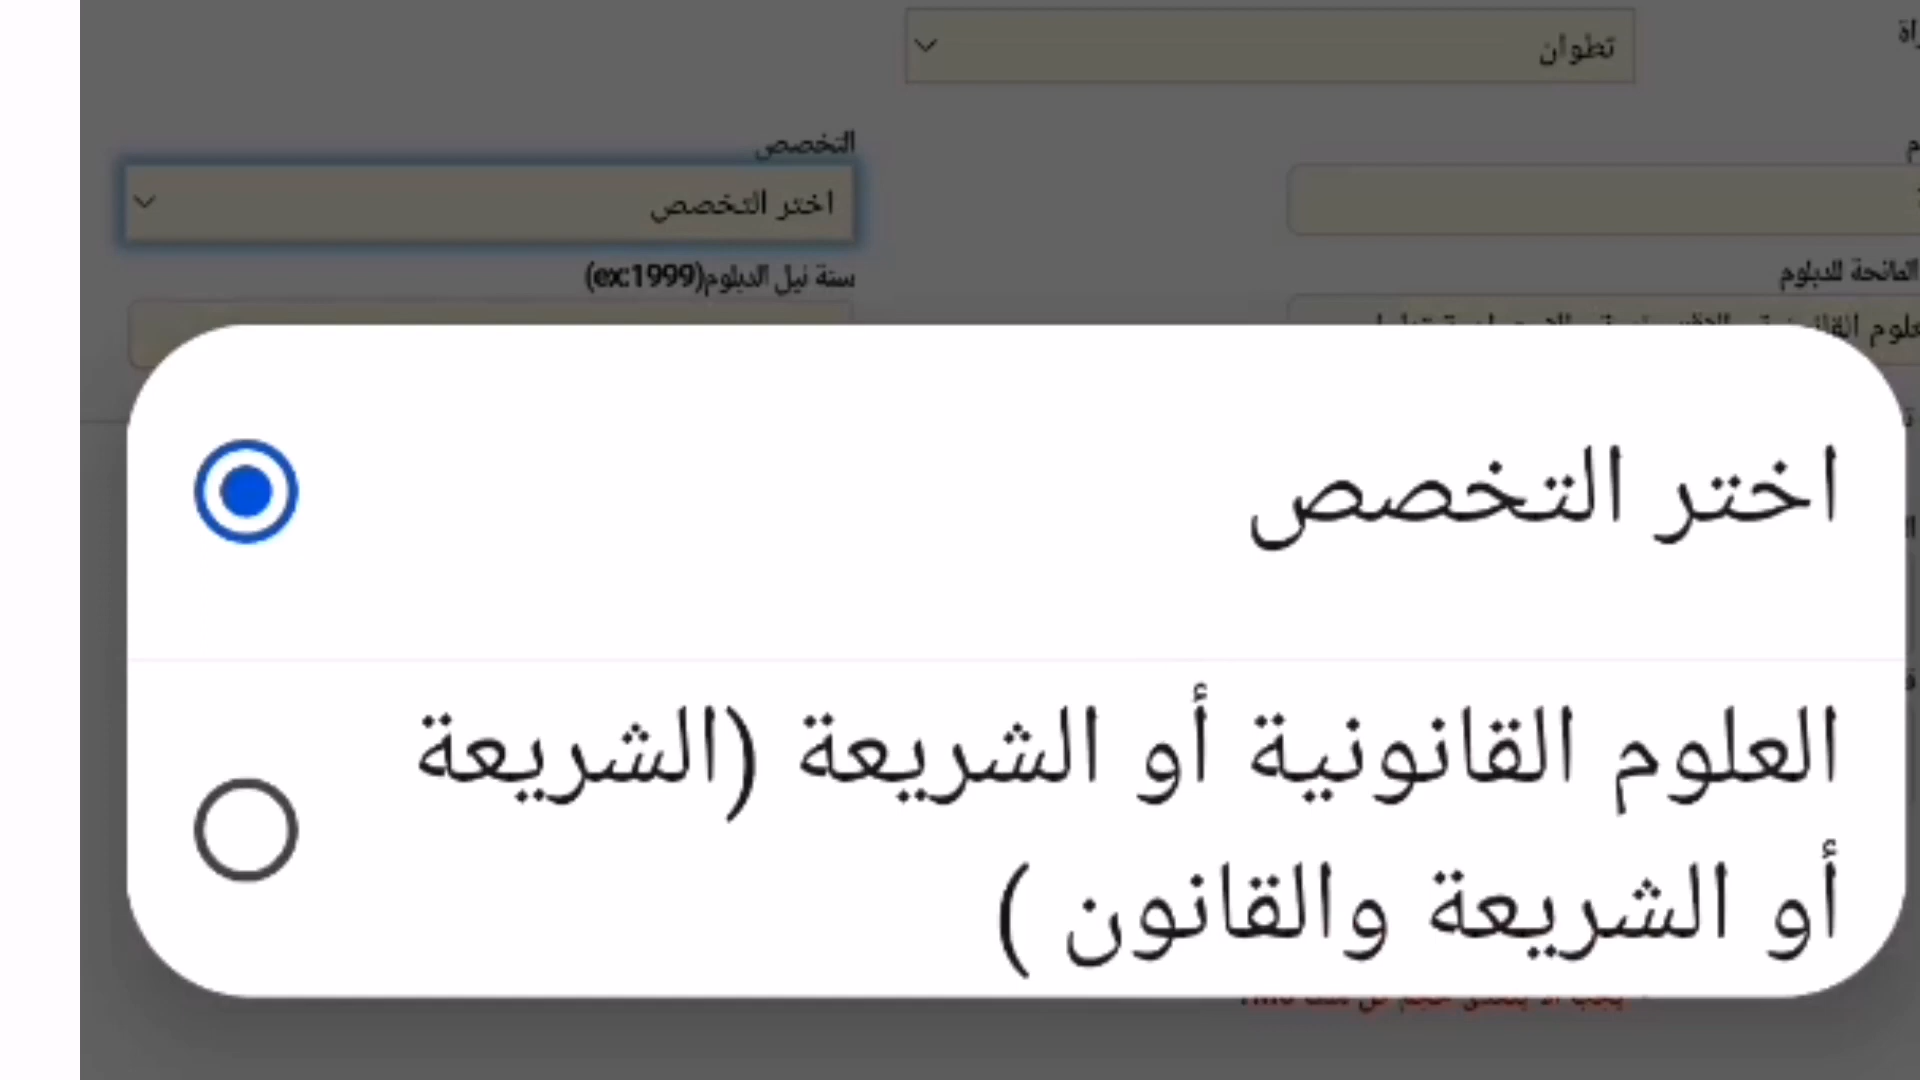 تطوان
التخصص
اختر التخصص
سنة نيل الدبلوم(ex:1999)
المانحة للدبلوم
اختر التخصص
العلوم القانونية أو الشريعة (الشريعة
أو الشريعة والقانون )